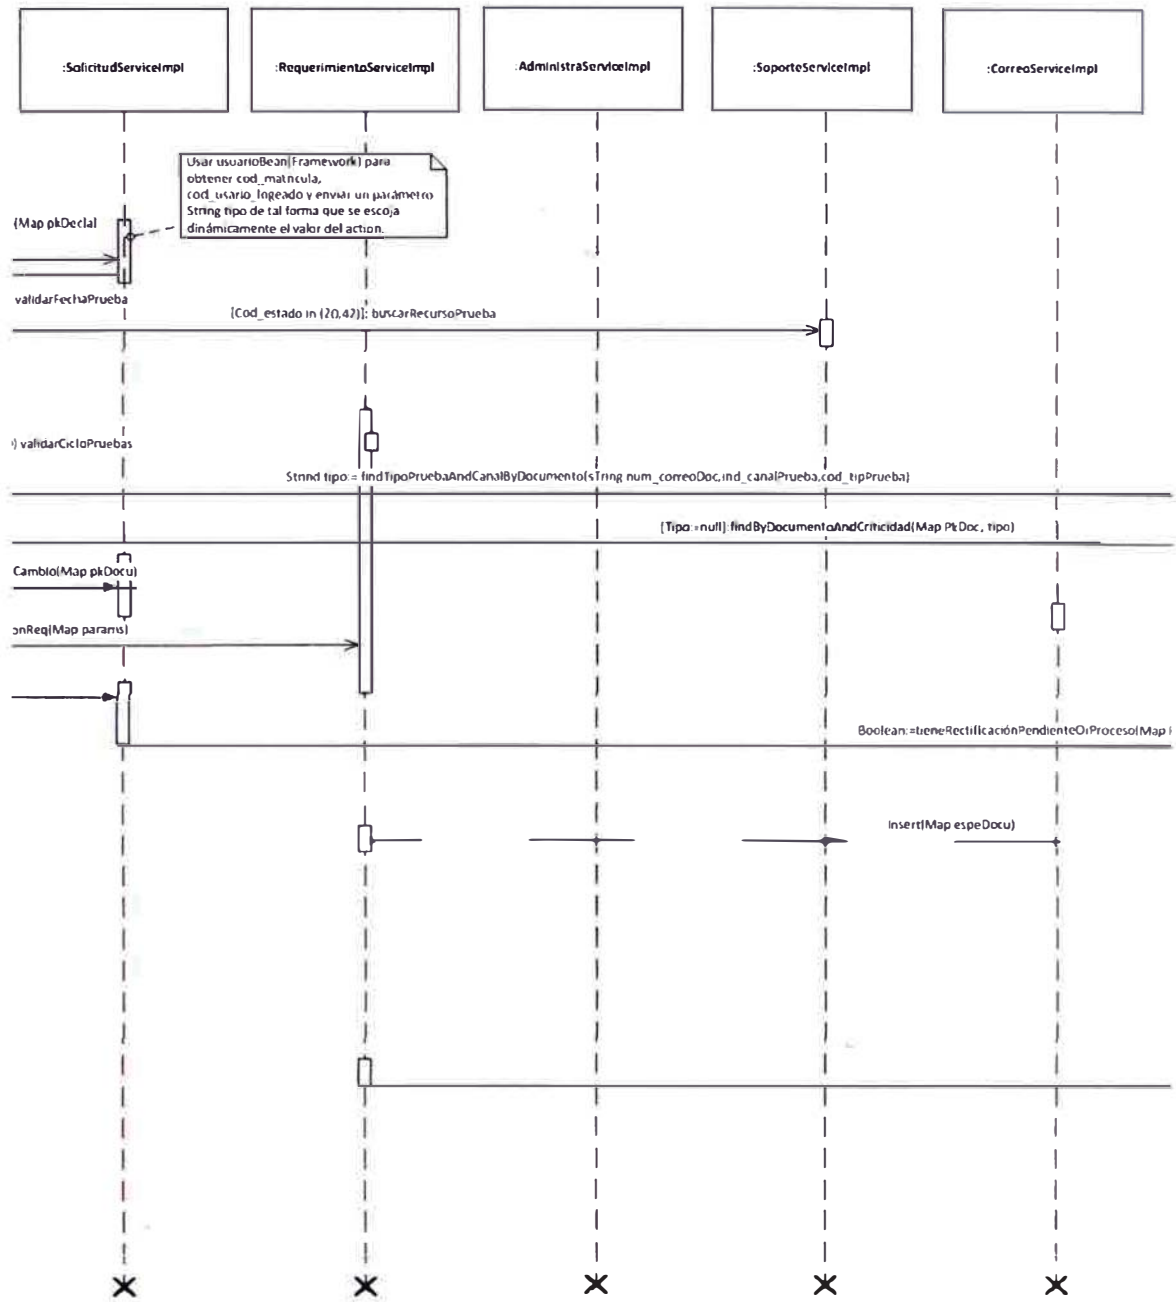 :SolicitudServiceImpl
:RequerimientoServiceImpl
:AdministraServiceImpl
:SoporteServiceImpl
:CorreoServiceImpl
Usar usuarioBean(Framework) para
obtener cod_matricula,
cod_usario_logeado y enviar un parámetro
String tipo de tal forma que se escoja
dinámicamente el valor del action.
(Map pkDeclal
validarFechaPrueba
[Cod_estado in (20,42)]: buscarRecursoPrueba
) validarCicloPruebas
Strind tipo:= findTipoPruebaAndCanalByDocumento(sTring num_correoDoc,ind_canalPrueba,cod_tipPrueba)
[Tipo:=null]:findByDocumentoAndCriticidad(Map PkDoc, tipo)
Cambio(Map pkDocu)
onReq(Map params)
Boolean:=tieneRectificaciónPendienteOrProceso(Map
Insert(Map espeDocu)